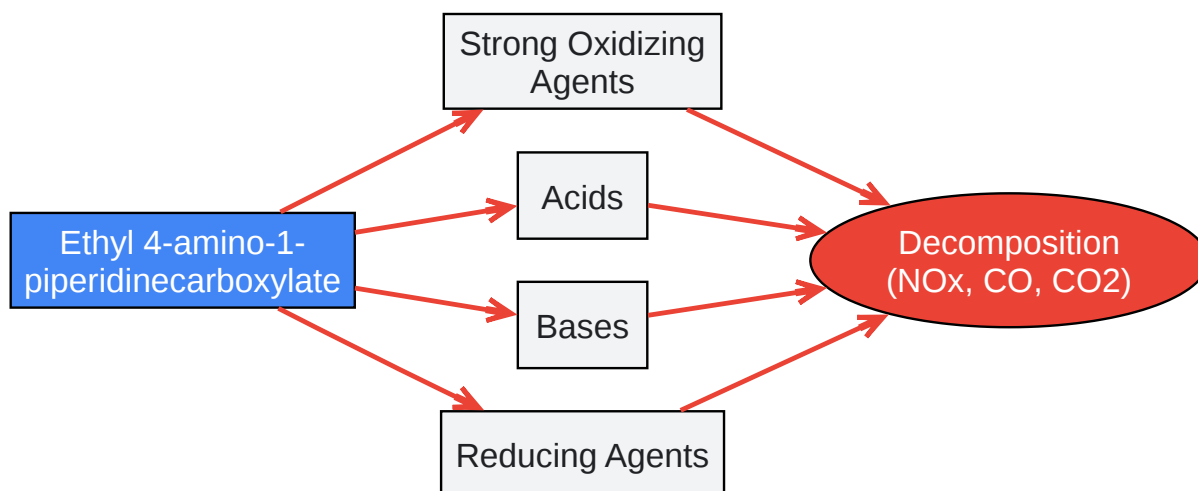 Strong Oxidizing
Agents
Acids
Ethyl 4-amino-1-
piperidinecarboxylate
Decomposition
(NOx, CO, CO2)
Bases
Reducing Agents